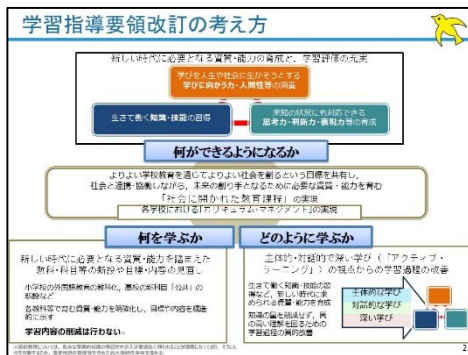 学習指導要領改訂の考え方
新しい時代に必要となる資質・能力の育成と、学習評価の充実
学びを人生や社会に生かそうとする
学びに向かう力・人間性等の涵養
生きて働く知識・技能の習得
未知の状況にも対応できる
思考力・判断力・表現力等の育成
何ができるようになるか
よりよい学校教育を通じてよりよい社会を創るという目標を共有し、
社会と連携・協働しながら、未来の創り手となるために必要な資質・能力を育む
「社会に開かれた教育課程」の実現
各学校における「カリキュラム・マネジメント」の実現
何を学ぶか
新しい時代に必要となる資質・能力を踏まえた
教科・科目等の新設や目標・内容の見直し
小学校の外国語教育の教科化、高校の新科目「公共」の
新設など
各教科等で育む資質・能力を明確化し、目標や内容を構造
的に示す
学習内容の削減は行わない※
どのように学ぶか
主体的・対話的で深い学び(「アクティブ・
ラーニング」)の視点からの学習過程の改善
生きて働く知識・技能の習
得など、新しい時代に求
められる資質・能力を育成
知識の量を削減せず、質
の高い理解を図るための
学習過程の質的改善
主体的な学び
対話的な学び
深い学び
2